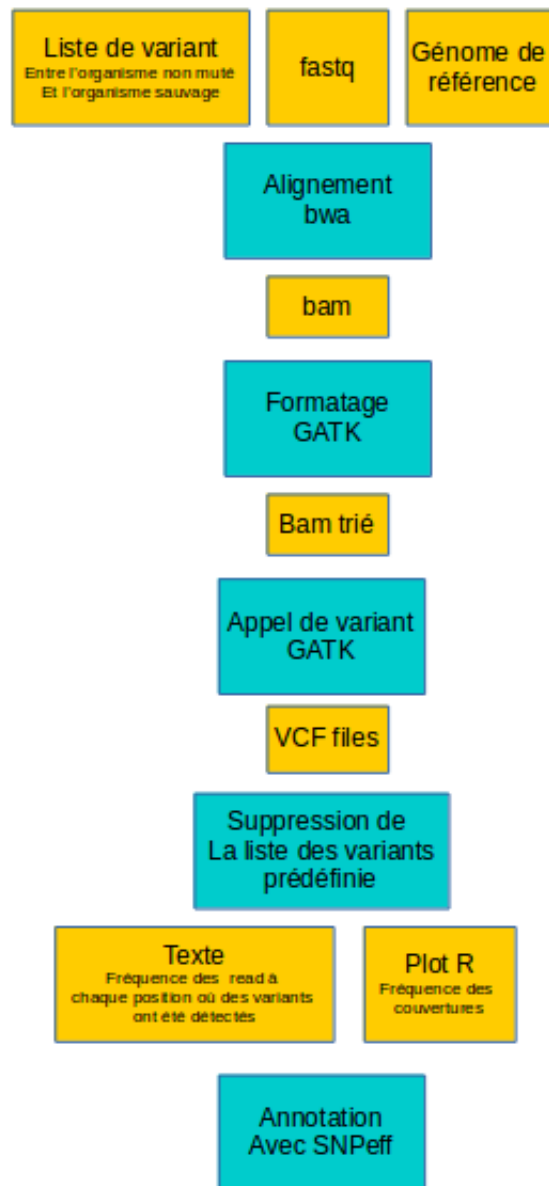 Liste de variant
Entre l'organisme non muté
Et l'organisme sauvage
fastq
Génome de
référence
Alignement
bwa
bam
Formatage
GATK
Bam trié
Appel de variant
GATK
VCF files
Suppression de
La liste des variants
prédéfinie
Texte
Fréquence des read à
chaque position où des variants
ont été détectés
Plot R
Fréquence des
couvertures
Annotation
Avec SNPeff